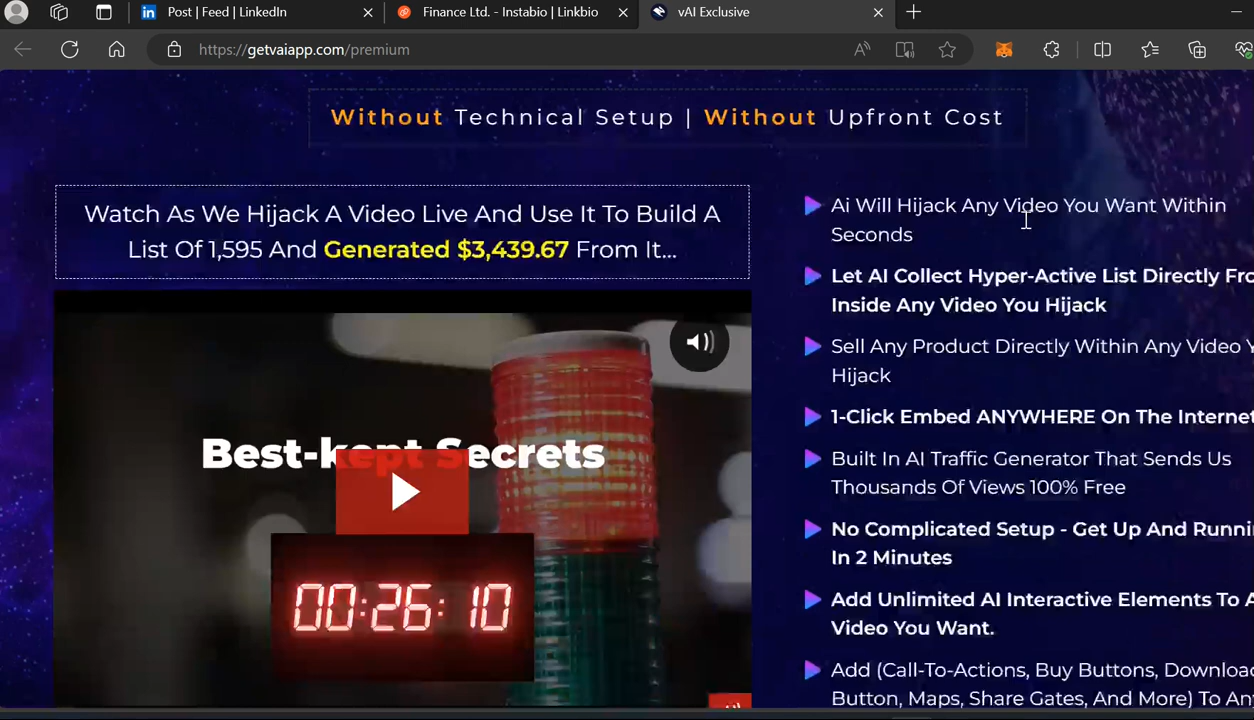 Post | Feed | LinkedIn
Finance Ltd. - Instabio | Linkbio
vAI Exclusive
https://getvaiapp.com/premium
Without Technical Setup | Without Upfront Cost
Watch As We Hijack A Video Live And Use It To Build A
List Of 1,595 And Generated $3,439.67 From It...
Best-kept Secrets
00:26:10
Ai Will Hijack Any Video You Want Within
Seconds
Let AI Collect Hyper-Active List Directly Fro
Inside Any Video You Hijack
Sell Any Product Directly Within Any Video Y
Hijack
1-Click Embed ANYWHERE On The Internet
Built In AI Traffic Generator That Sends Us
Thousands Of Views 100% Free
No Complicated Setup - Get Up And Runni
In 2 Minutes
Add Unlimited AI Interactive Elements To A
Video You Want.
Add (Call-To-Actions, Buy Buttons, Download
Button, Maps, Share Gates, And More) To An